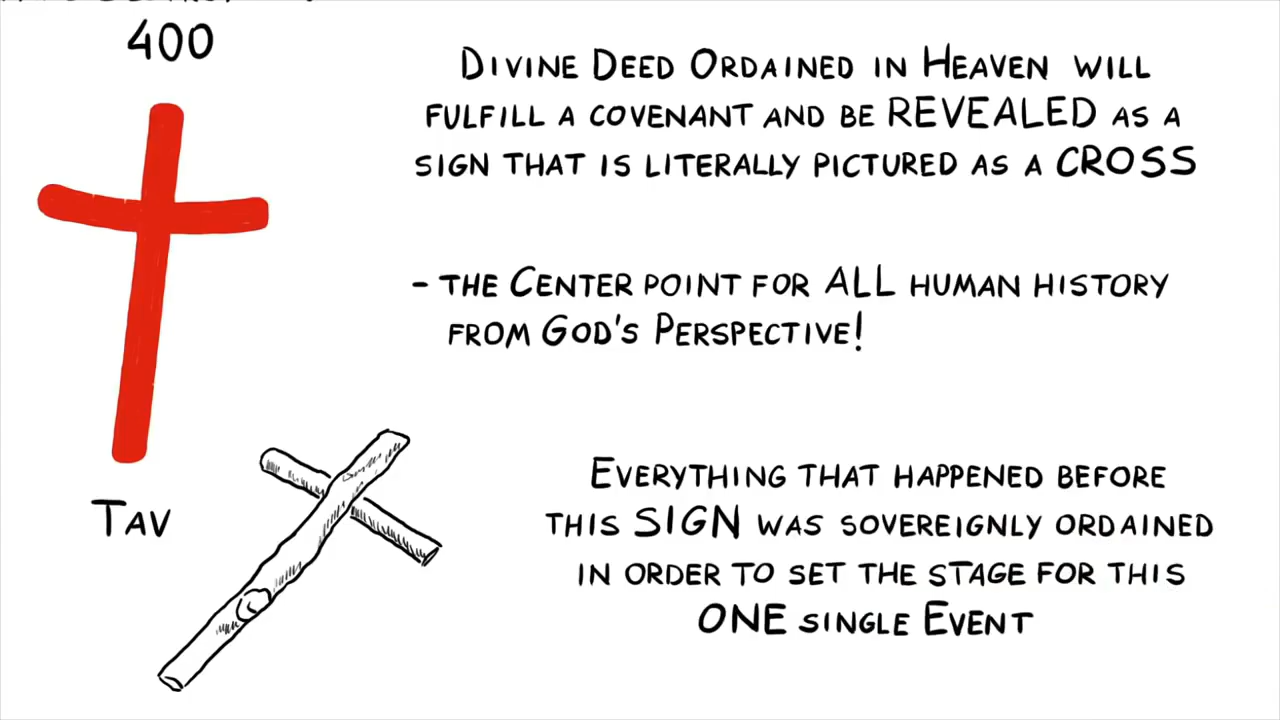 400
DIVINE DEED ORDAINED IN HEAVEN WILL
FULFILL A COVENANT AND BE REVEALED AS A
SIGN THAT IS LITERALLY PICTURED AS A CROSS
- THE CENTER POINT FOR ALL HUMAN HISTORY
FROM GOD'S PERSPECTIVE!
TAV
EVERYTHING THAT HAPPENED BEFORE
THIS SIGN WAS SOVEREIGNLY ORDAINED
IN ORDER TO SET THE STAGE FOR THIS
ONE SINGLE EVENT